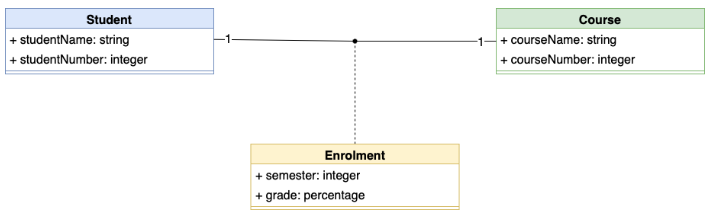 Student
+ studentName: string
+ studentNumber: integer
1
1
Course
+ courseName: string
+ courseNumber: integer
Enrolment
+ semester: integer
+ grade: percentage